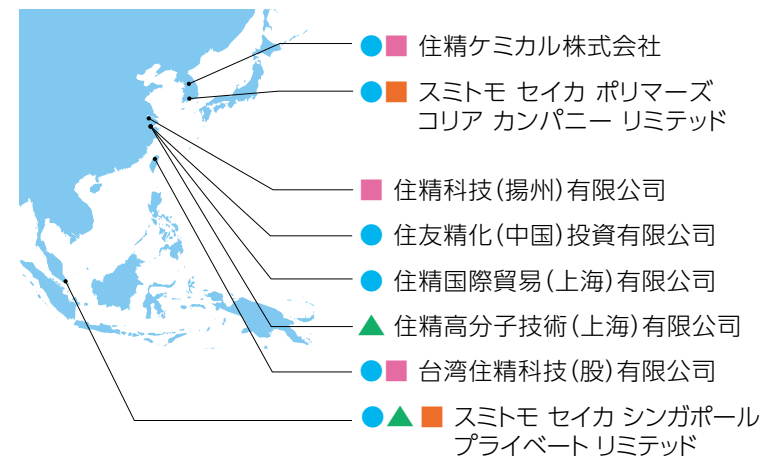 住精ケミカル株式会社
スミトモ セイカ ポリマーズ
コリア カンパニー リミテッド
住精科技(揚州)有限公司
住友精化(中国)投資有限公司
住精国際貿易(上海)有限公司
住精高分子技術(上海)有限公司
台湾住精科技(股)有限公司
スミトモ セイカ シンガポール
プライベート リミテッド